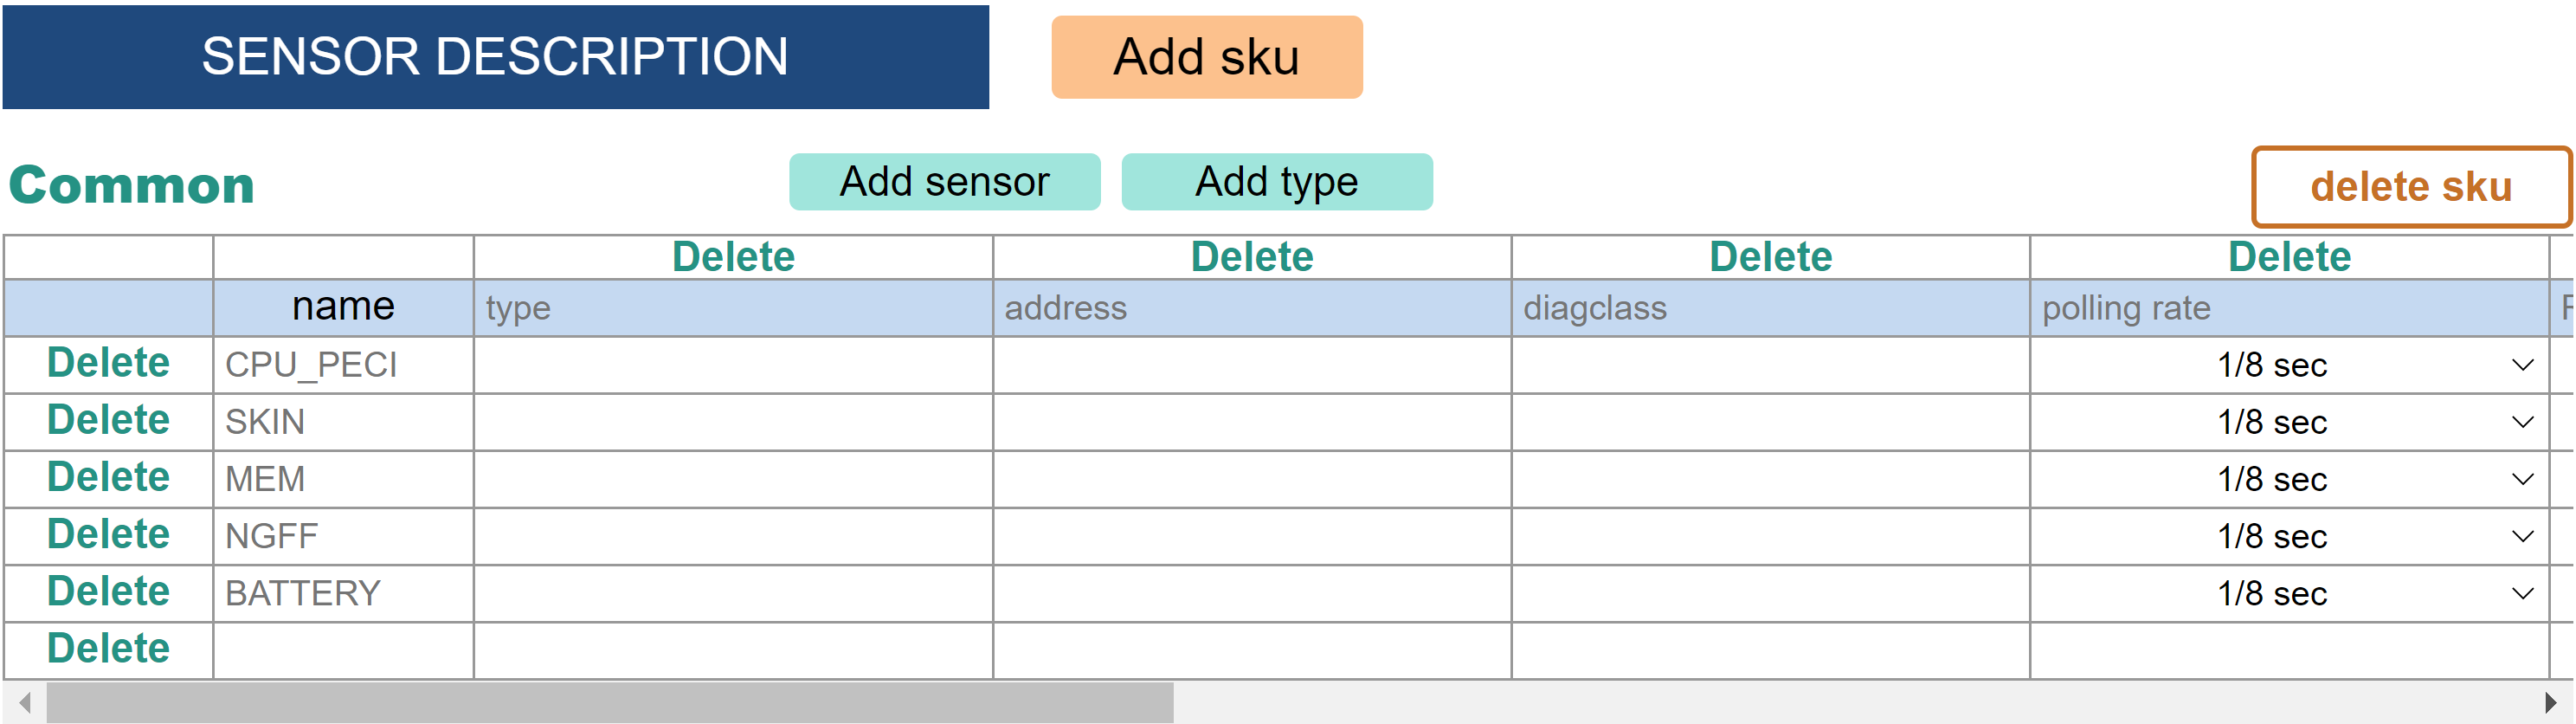 SENSOR DESCRIPTION Add sku
Common Add sensor Add type delete sku
Delete Delete Delete Delete
name type address diagclass polling rate
Delete CPU_PECI 1/8 sec
Delete SKIN 1/8 sec
Delete MEM 1/8 sec
Delete NGFF 1/8 sec
Delete BATTERY 1/8 sec
Delete